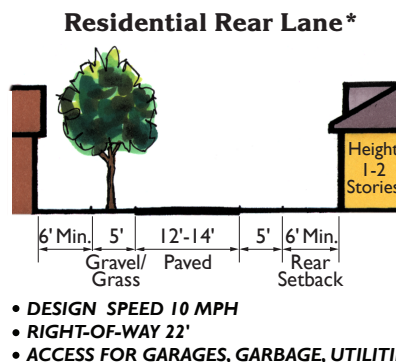 Residential Rear Lane*
Height
1-2
Stories
6' Min. 5' 12'-14' 5' 6' Min.
Gravel/ Paved Rear
Grass Setback
• DESIGN SPEED 10 MPH
• RIGHT-OF-WAY 22'
• ACCESS FOR GARAGES, GARBAGE, UTILITI